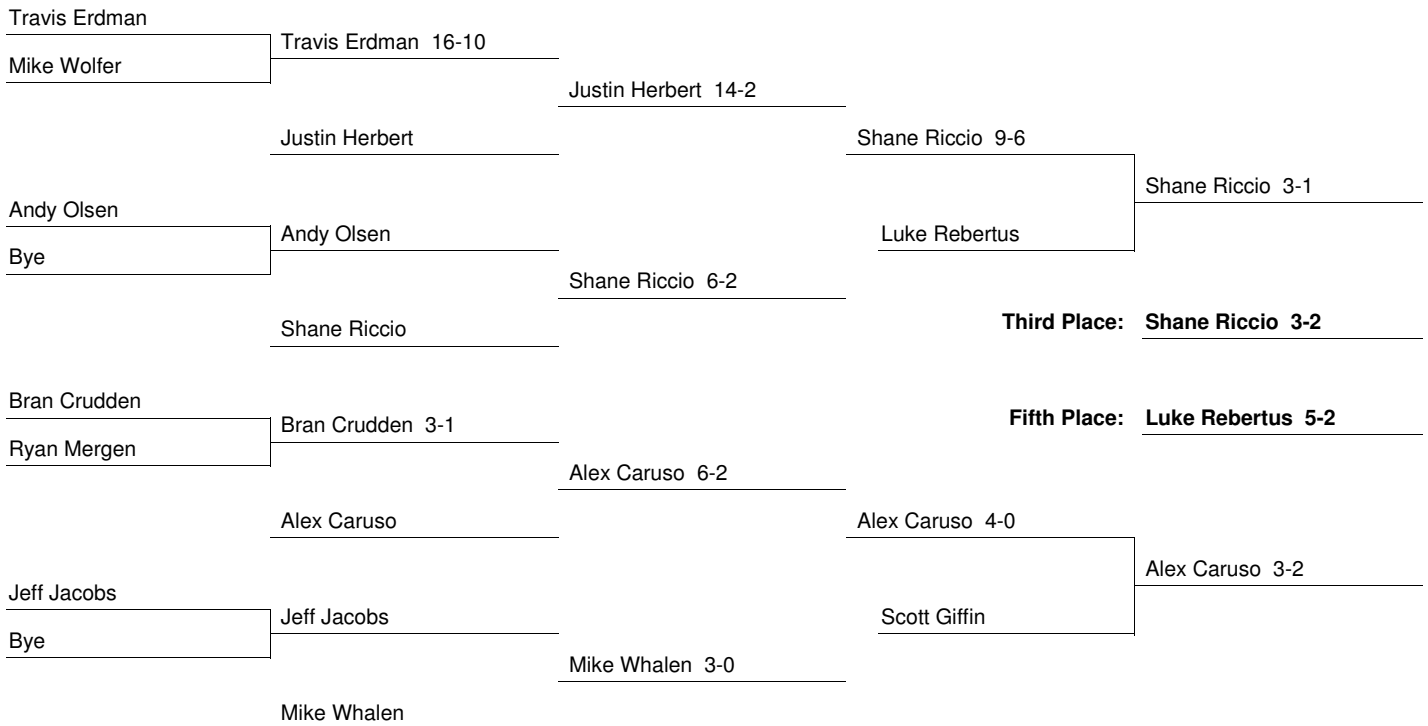 Travis Erdman
Travis Erdman 16-10
Mike Wolfer
Justin Herbert 14-2
Justin Herbert
Shane Riccio 9-6
Shane Riccio 3-1
Andy Olsen
Andy Olsen
Luke Rebertus
Bye
Shane Riccio 6-2
Shane Riccio
Third Place: Shane Riccio 3-2
Bran Crudden
Bran Crudden 3-1
Fifth Place: Luke Rebertus 5-2
Ryan Mergen
Alex Caruso 6-2
Alex Caruso
Alex Caruso 4-0
Alex Caruso 3-2
Jeff Jacobs
Jeff Jacobs
Scott Giffin
Bye
Mike Whalen 3-0
Mike Whalen